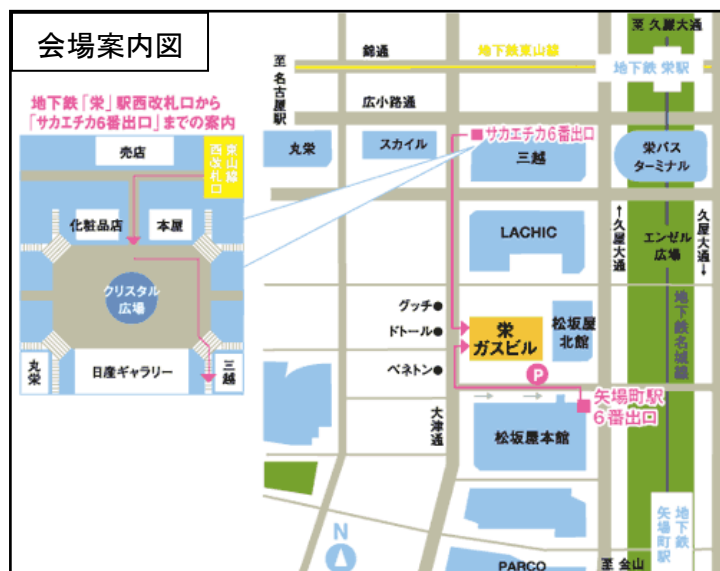 会場案内図
地下鉄「栄」駅西改札口から
「サカエチカ6番出口」までの案内
売店
東山線
西改札口
化粧品店
本屋
クリスタル
広場
丸栄
日産ギャラリー
三越
至 久屋大通
錦通
地下鉄東山線
至 名古屋駅
地下鉄 栄駅
広小路通
サカエチカ6番出口
丸栄
スカイル
三越
栄バス
ターミナル
LACHIC
←久屋大通
エンゼル
広場
久屋大通→
グッチ
ドトール
ベネトン
栄
ガスビル
松坂屋
北館
地下鉄名城線
P
矢場町駅
6番出口
大津通
→ →
松坂屋本館
N
地下鉄
矢場町駅
PARCO
至 金山